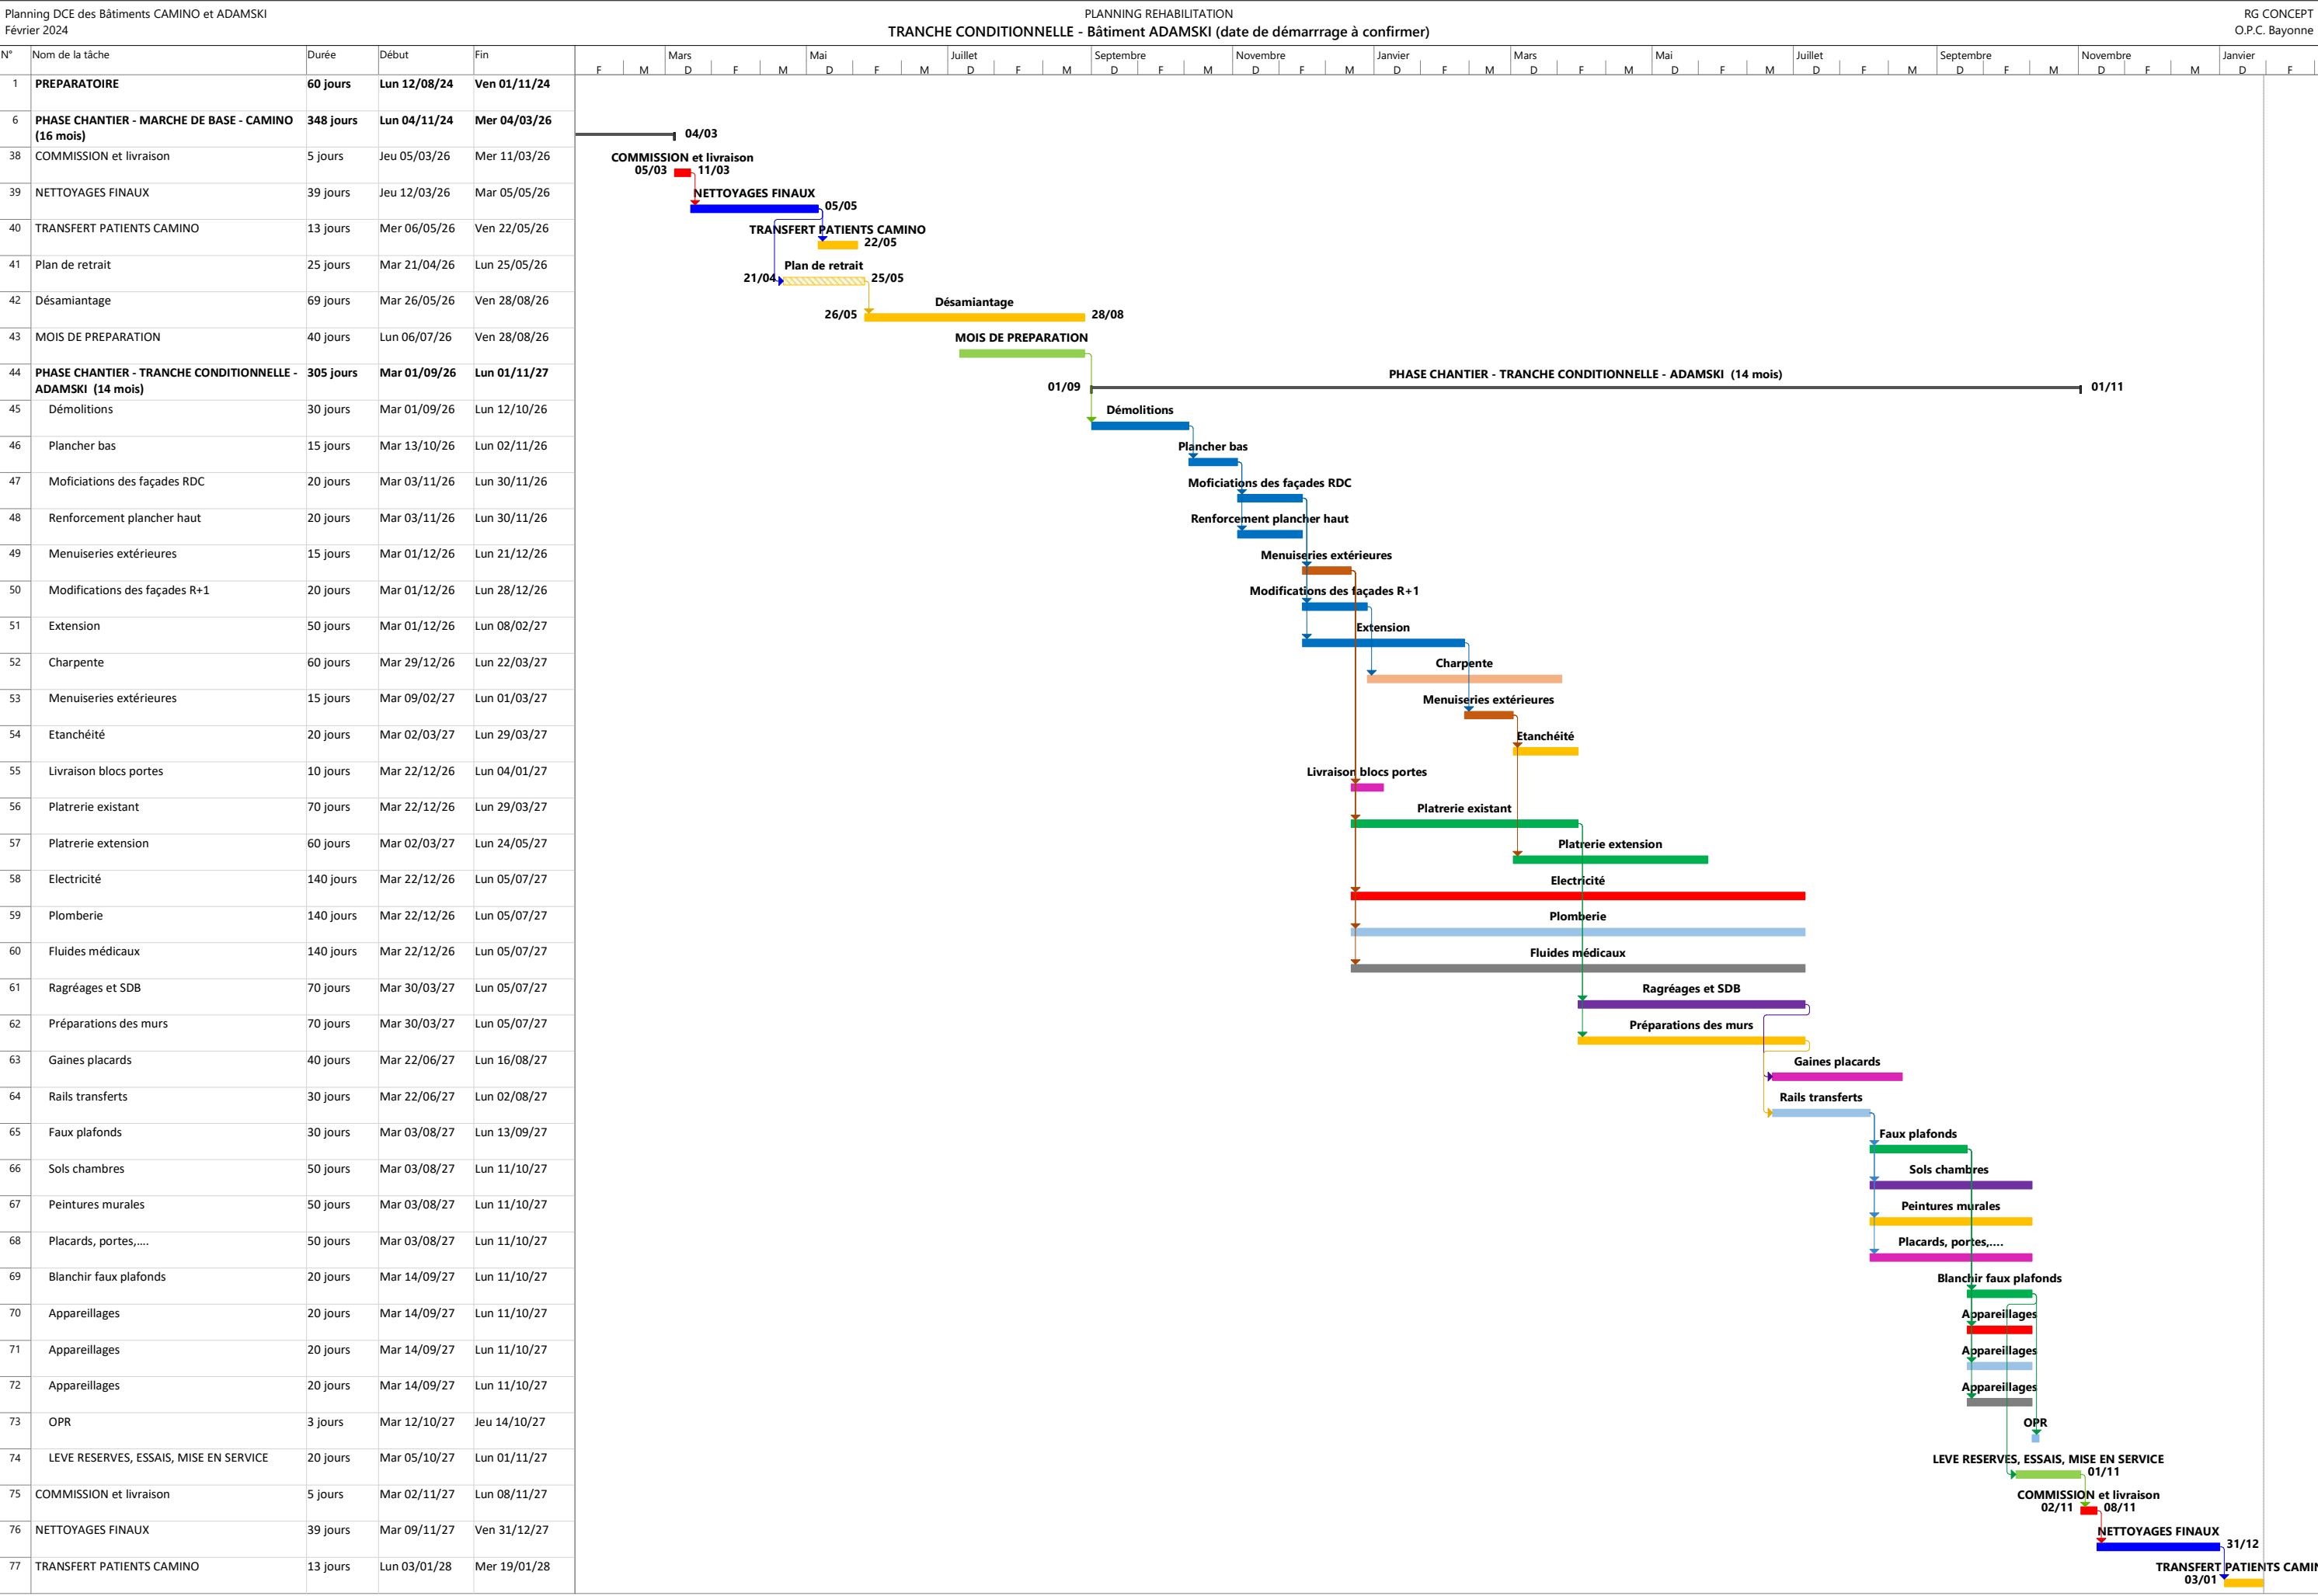 Planning DCE des Bâtiments CAMINO et ADAMSKI
Février 2024
PLANNING REHABILITATION
TRANCHE CONDITIONNELLE - Bâtiment ADAMSKI (date de démarrrage à confirmer)
RG CONCEPT
O.P.C. Bayonne
N° Nom de la tâche Durée Début Fin
Mars Mai Juillet Septembre Novembre Janvier Mars Mai Juillet Septembre Novembre Janvier
F M D F M D F M D F M D F M D F M D F M D F M D F M D F M D F M D F M D F
1 PREPARATOIRE 60 jours Lun 12/08/24 Ven 01/11/24
6 PHASE CHANTIER - MARCHE DE BASE - CAMINO 348 jours Lun 04/11/24 Mer 04/03/26
(16 mois)
04/03
38 COMMISSION et livraison 5 jours Jeu 05/03/26 Mer 11/03/26
COMMISSION et livraison
05/03 11/03
39 NETTOYAGES FINAUX 39 jours Jeu 12/03/26 Mar 05/05/26
NETTOYAGES FINAUX
05/05
40 TRANSFERT PATIENTS CAMINO 13 jours Mer 06/05/26 Ven 22/05/26
TRANSFERT PATIENTS CAMINO
22/05
41 Plan de retrait 25 jours Mar 21/04/26 Lun 25/05/26
Plan de retrait
21/04 25/05
42 Désamiantage 69 jours Mar 26/05/26 Ven 28/08/26
Désamiantage
26/05 28/08
43 MOIS DE PREPARATION 40 jours Lun 06/07/26 Ven 28/08/26
MOIS DE PREPARATION
44 PHASE CHANTIER - TRANCHE CONDITIONNELLE - 305 jours Mar 01/09/26 Lun 01/11/27
ADAMSKI (14 mois)
PHASE CHANTIER - TRANCHE CONDITIONNELLE - ADAMSKI (14 mois)
01/09 01/11
45 Démolitions 30 jours Mar 01/09/26 Lun 12/10/26
Démolitions
46 Plancher bas 15 jours Mar 13/10/26 Lun 02/11/26
Plancher bas
47 Moficiations des façades RDC 20 jours Mar 03/11/26 Lun 30/11/26
Moficiations des façades RDC
48 Renforcement plancher haut 20 jours Mar 03/11/26 Lun 30/11/26
Renforcement plancher haut
49 Menuiseries extérieures 15 jours Mar 01/12/26 Lun 21/12/26
Menuiseries extérieures
50 Modifications des façades R+1 20 jours Mar 01/12/26 Lun 28/12/26
Modifications des façades R+1
51 Extension 50 jours Mar 01/12/26 Lun 08/02/27
Extension
52 Charpente 60 jours Mar 29/12/26 Lun 22/03/27
Charpente
53 Menuiseries extérieures 15 jours Mar 09/02/27 Lun 01/03/27
Menuiseries extérieures
54 Etanchéité 20 jours Mar 02/03/27 Lun 29/03/27
Etanchéité
55 Livraison blocs portes 10 jours Mar 22/12/26 Lun 04/01/27
Livraison blocs portes
56 Platrerie existant 70 jours Mar 22/12/26 Lun 29/03/27
Platrerie existant
57 Platrerie extension 60 jours Mar 02/03/27 Lun 24/05/27
Platrerie extension
58 Electricité 140 jours Mar 22/12/26 Lun 05/07/27
Electricité
59 Plomberie 140 jours Mar 22/12/26 Lun 05/07/27
Plomberie
60 Fluides médicaux 140 jours Mar 22/12/26 Lun 05/07/27
Fluides médicaux
61 Ragréages et SDB 70 jours Mar 30/03/27 Lun 05/07/27
Ragréages et SDB
62 Préparations des murs 70 jours Mar 30/03/27 Lun 05/07/27
Préparations des murs
63 Gaines placards 40 jours Mar 22/06/27 Lun 16/08/27
Gaines placards
64 Rails transferts 30 jours Mar 22/06/27 Lun 02/08/27
Rails transferts
65 Faux plafonds 30 jours Mar 03/08/27 Lun 13/09/27
Faux plafonds
66 Sols chambres 50 jours Mar 03/08/27 Lun 11/10/27
Sols chambres
67 Peintures murales 50 jours Mar 03/08/27 Lun 11/10/27
Peintures murales
68 Placards, portes,.... 50 jours Mar 03/08/27 Lun 11/10/27
Placards, portes,....
69 Blanchir faux plafonds 20 jours Mar 14/09/27 Lun 11/10/27
Blanchir faux plafonds
70 Appareillages 20 jours Mar 14/09/27 Lun 11/10/27
Appareillages
71 Appareillages 20 jours Mar 14/09/27 Lun 11/10/27
Appareillages
72 Appareillages 20 jours Mar 14/09/27 Lun 11/10/27
Appareillages
73 OPR 3 jours Mar 12/10/27 Jeu 14/10/27
OPR
74 LEVE RESERVES, ESSAIS, MISE EN SERVICE 20 jours Mar 05/10/27 Lun 01/11/27
LEVE RESERVES, ESSAIS, MISE EN SERVICE
01/11
75 COMMISSION et livraison 5 jours Mar 02/11/27 Lun 08/11/27
COMMISSION et livraison
02/11 08/11
76 NETTOYAGES FINAUX 39 jours Mar 09/11/27 Ven 31/12/27
NETTOYAGES FINAUX
31/12
77 TRANSFERT PATIENTS CAMINO 13 jours Lun 03/01/28 Mer 19/01/28
TRANSFERT PATIENTS
03/01